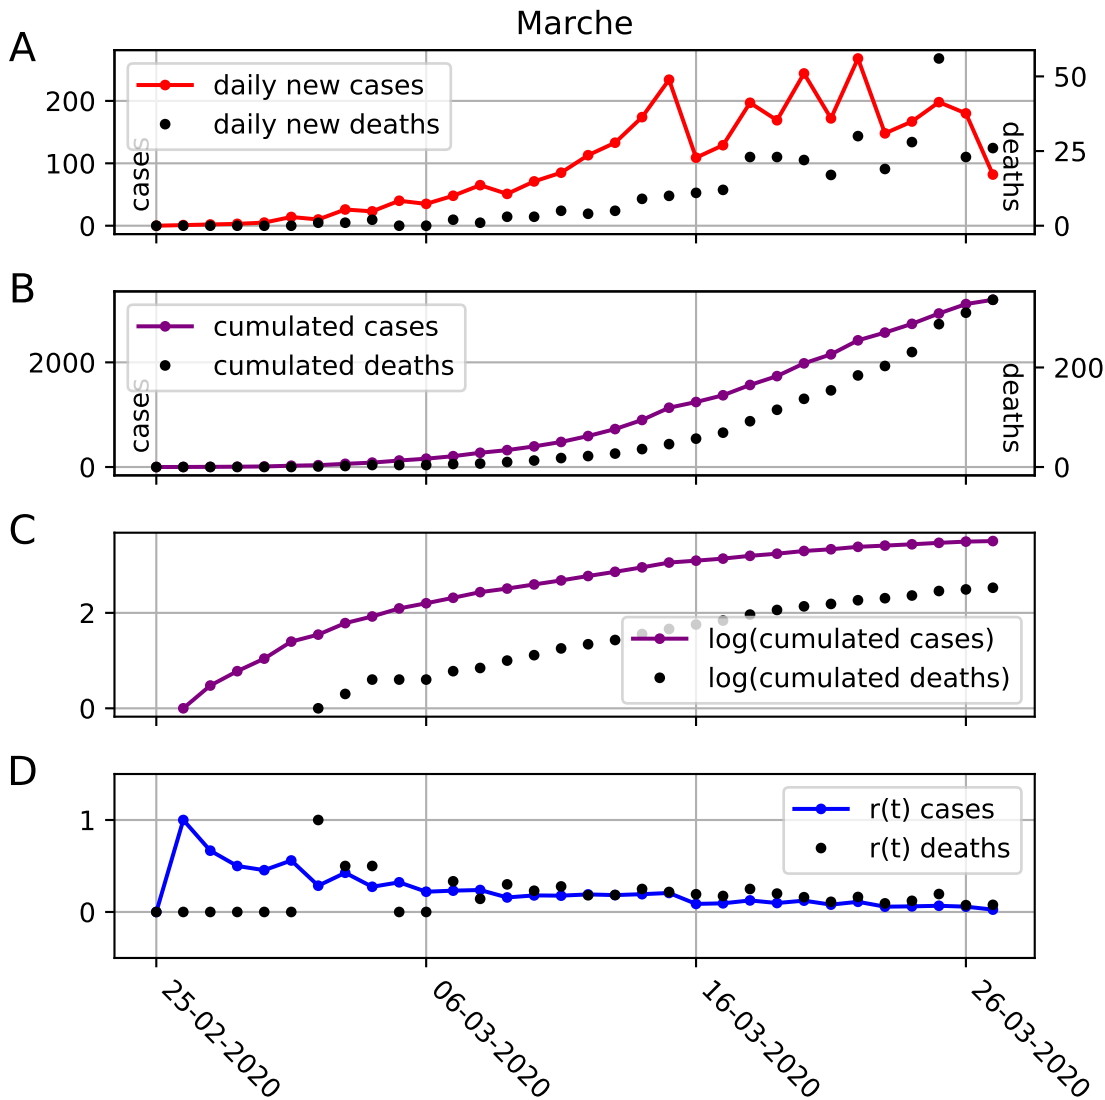 Marche
A
daily new cases
daily new deaths
200
100
0
cases
50
25
0
deaths
B
cumulated cases
cumulated deaths
2000
0
cases
200
0
deaths
C
2
0
log(cumulated cases)
log(cumulated deaths)
D
1
0
r(t) cases
r(t) deaths
25-02-2020
06-03-2020
16-03-2020
26-03-2020